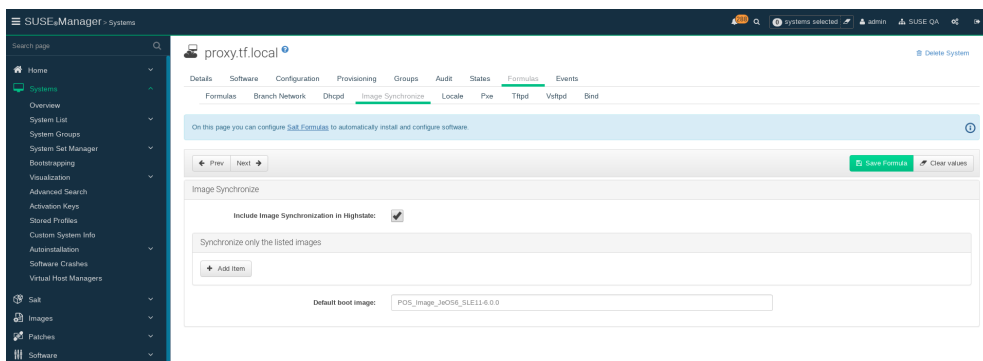 SUSE Manager > Systems
260
0 systems selected
admin
SUSE QA
Search page
Home
Systems
Overview
System List
System Groups
System Set Manager
Bootstrapping
Visualization
Advanced Search
Activation Keys
Stored Profiles
Custom System Info
Autoinstallation
Software Crashes
Virtual Host Managers
Salt
Images
Patches
Software
proxy.tf.local ?
Delete System
Details Software Configuration Provisioning Groups Audit States Formulas Events
Formulas Branch Network Dhcpd Image Synchronize Locale Pxe Tftpd Vsftpd Bind
On this page you can configure Salt Formulas to automatically install and configure software.
Prev Next
Save Formula Clear values
Image Synchronize
Include Image Synchronization in Highstate:
Synchronize only the listed images
+ Add Item
Default boot image: POS_Image_JeOS6_SLE11-6.0.0